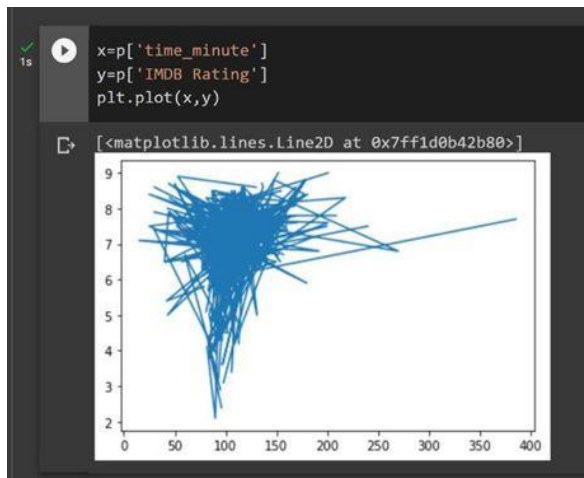 x=p['time_minute']
1s
y=p['IMDB Rating']
plt.plot(x,y)
[<matplotlib.lines.Line2D at 0x7ff1d0b42b80>]
9
8
7
6
5
4
3
2
0 50 100 150 200 250 300 350 400